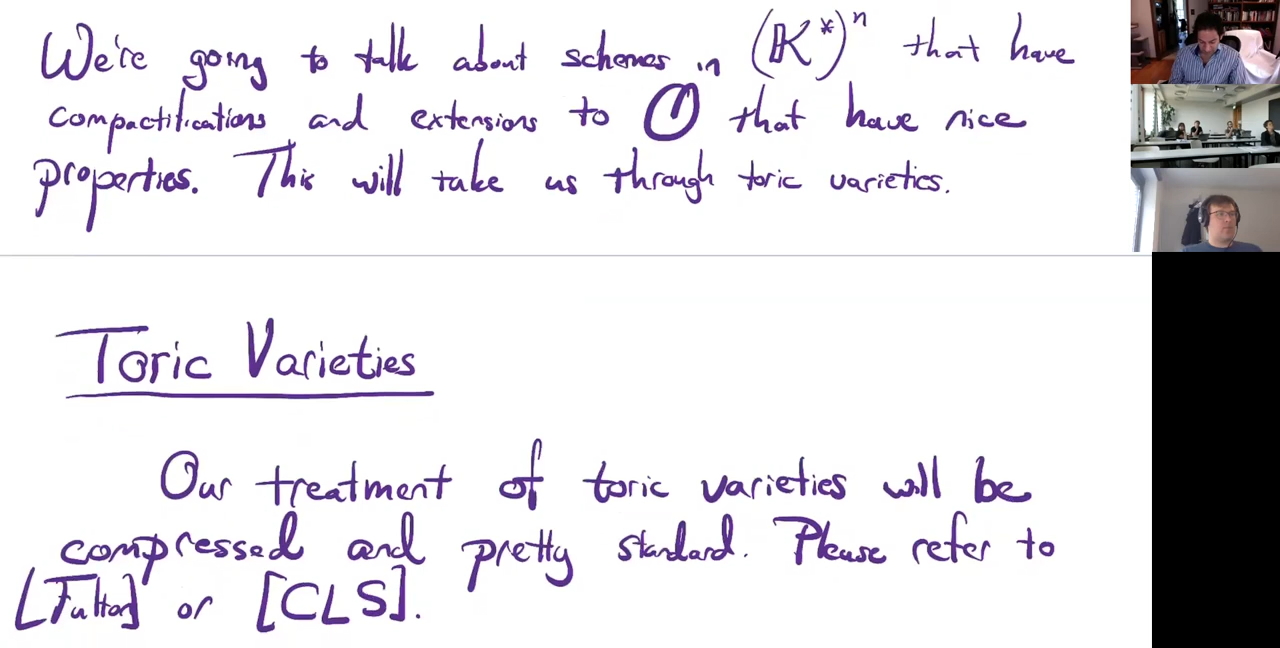 We're going to talk about schemes in (𝕂*)ⁿ that have
compactifications and extensions to 𝒪 that have nice
properties. This will take us through toric varieties.
Toric Varieties
Our treatment of toric varieties will be
compressed and pretty standard. Please refer to
[Fulton] or [CLS].